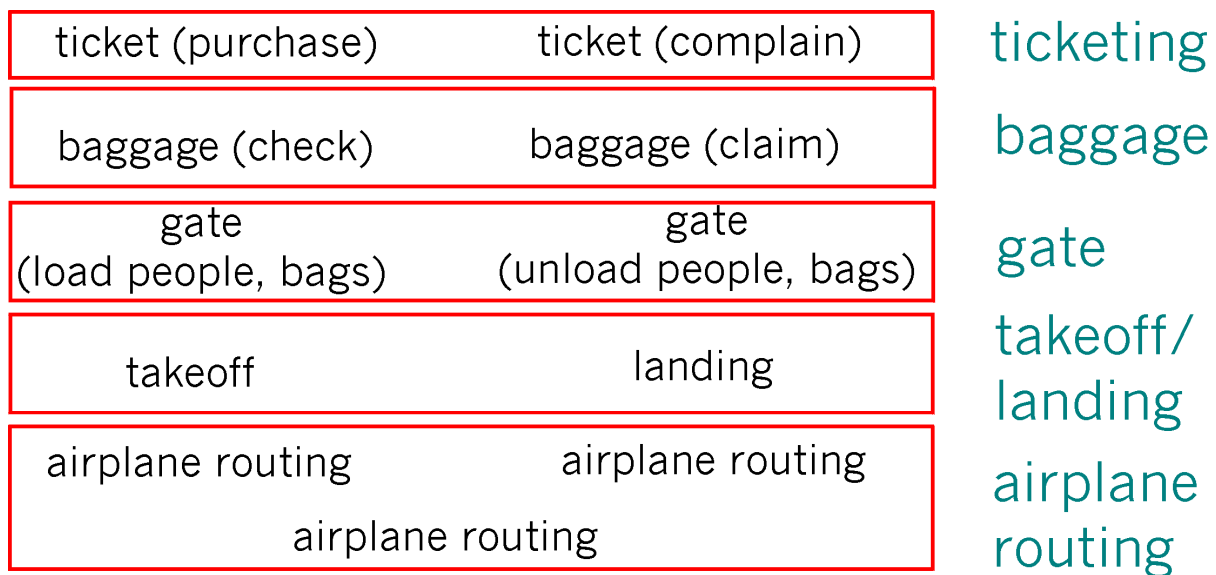 ticket (purchase) ticket (complain) ticketing
baggage (check) baggage (claim) baggage
gate gate
(load people, bags) (unload people, bags) gate
takeoff landing takeoff/
landing
airplane routing airplane routing airplane
airplane routing routing